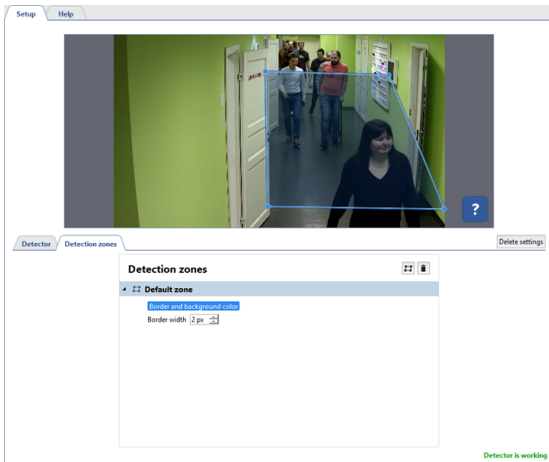 Setup Help
?
Detector Detection zones Delete settings
Detection zones
Default zone
Border and background color
Border width 2 px
Detector is working